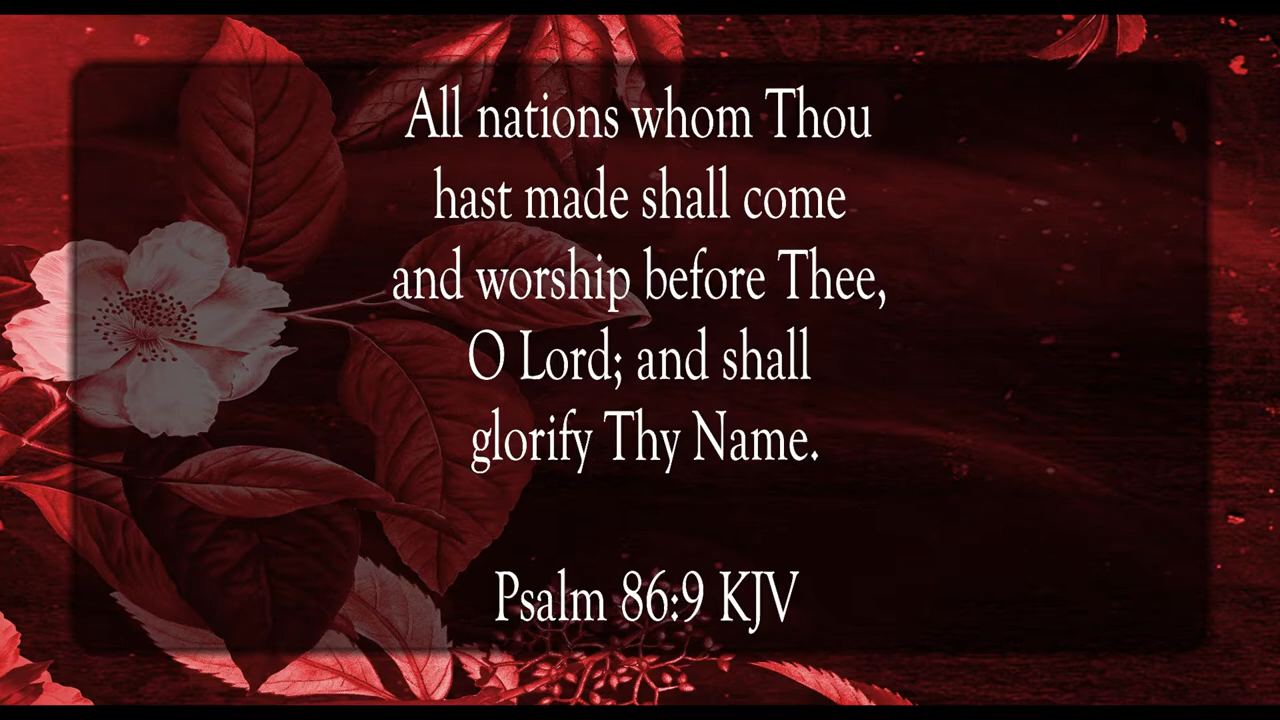 All nations whom Thou
hast made shall come
and worship before Thee,
O Lord; and shall
glorify Thy Name.
Psalm 86:9 KJV